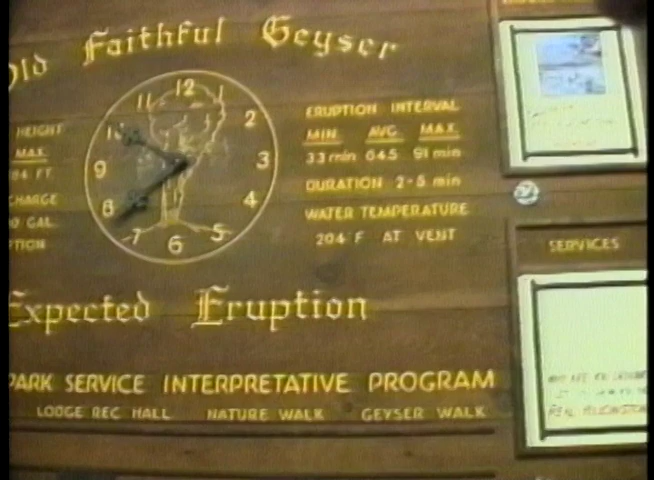 Old Faithful Geyser
HEIGHT
MAX.
84 FT.
CHARGE
GAL.
TION
12
11
10
9
8
7
6
5
4
3
2
1
ERUPTION INTERVAL
MIN. AVG. MAX.
33 min 64.5 91 min
DURATION 2-5 min
WATER TEMPERATURE
204° F AT VENT
Expected Eruption
PARK SERVICE INTERPRETATIVE PROGRAM
LODGE REC HALL NATURE WALK GEYSER WALK
SERVICES